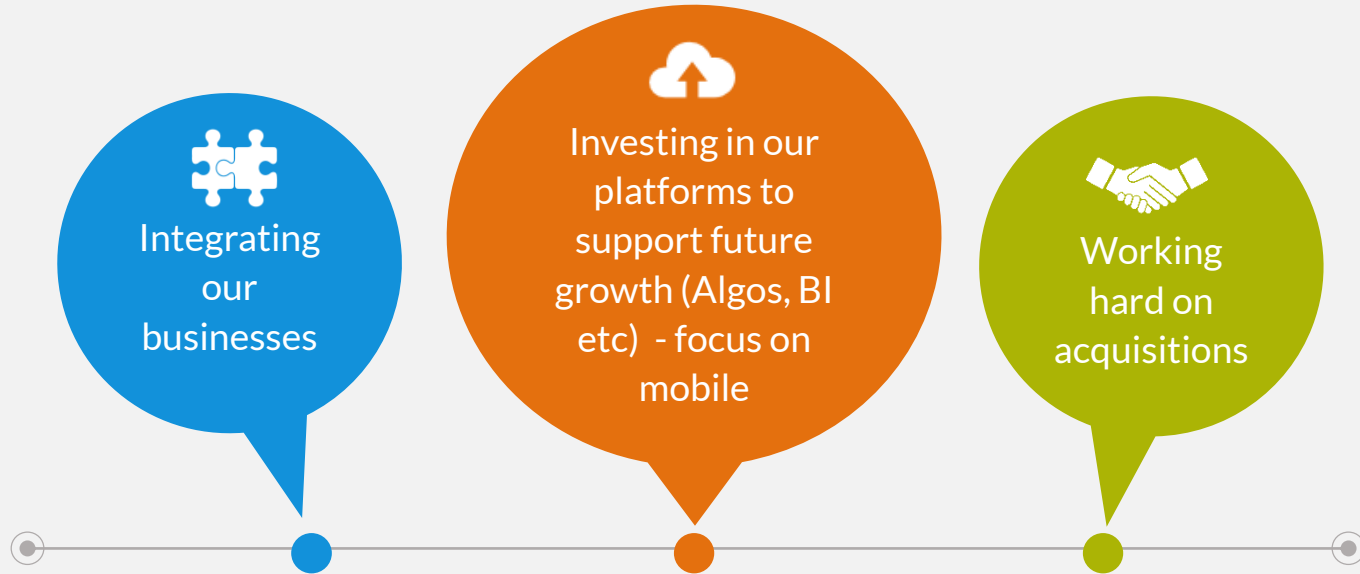 Integrating
our
businesses
Investing in our
platforms to
support future
growth (Algos, BI
etc)  - focus on
mobile
Working
hard on
acquisitions